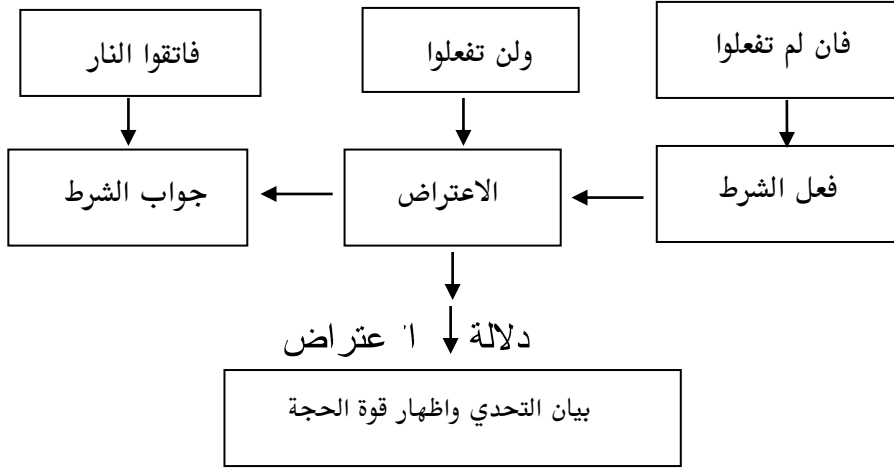 فان لم تفعلوا
ولن تفعلوا
فاتقوا النار
فعل الشرط
الاعتراض
جواب الشرط
دلالة ا عتراض
بيان التحدي واظهار قوة الحجة